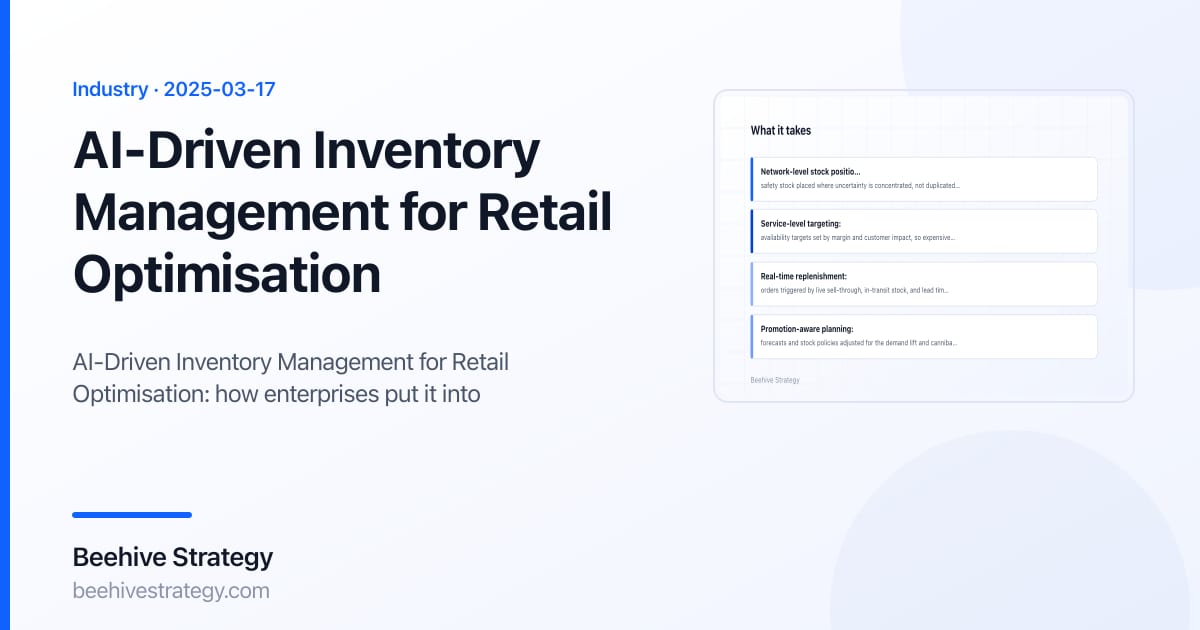 Industry · 2025-03-17
AI-Driven Inventory
Management for Retail
Optimisation
AI-Driven Inventory Management for Retail
Optimisation: how enterprises put it into
Beehive Strategy
beehivestrategy.com
What it takes
Network-level stock positio...
safety stock placed where uncertainty is concentrated, not duplicated...
Service-level targeting:
availability targets set by margin and customer impact, so expensive...
Real-time replenishment:
orders triggered by live sell-through, in-transit stock, and lead tim...
Promotion-aware planning:
forecasts and stock policies adjusted for the demand lift and canniba...
Beehive Strategy